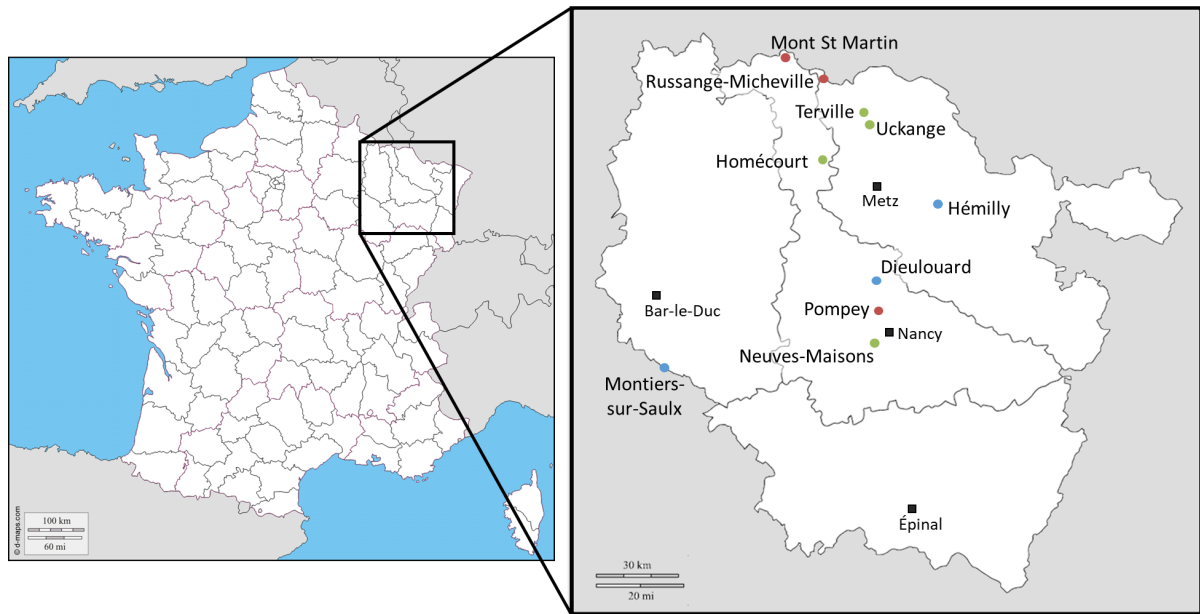 © d-maps.com
100 km
60 mi
Mont St Martin
Russange-Micheville
Terville
Uckange
Homécourt
Metz
Hémilly
Dieulouard
Bar-le-Duc
Pompey
Nancy
Neuves-Maisons
Montiers-
sur-Saulx
Épinal
30 km
20 mi